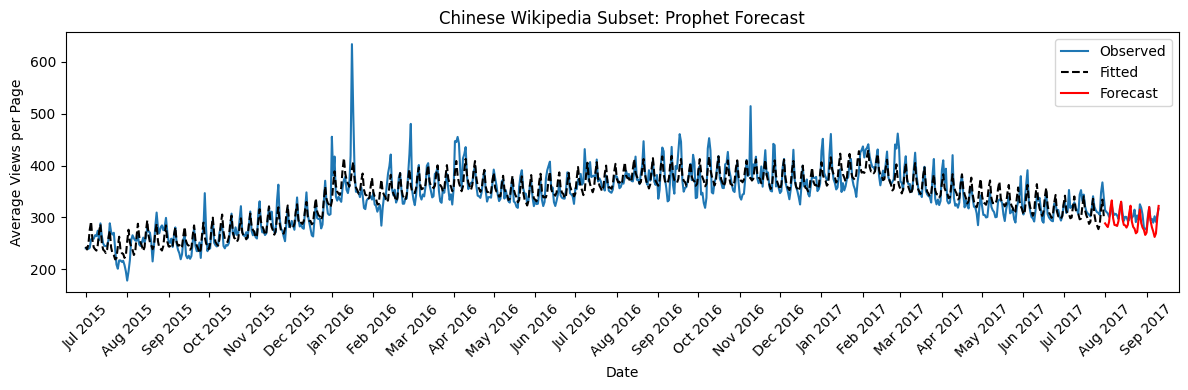 Chinese Wikipedia Subset: Prophet Forecast
Average Views per Page
600
500
400
300
200
Observed
Fitted
Forecast
Jul 2015
Aug 2015
Sep 2015
Oct 2015
Nov 2015
Dec 2015
Jan 2016
Feb 2016
Mar 2016
Apr 2016
May 2016
Jun 2016
Jul 2016
Aug 2016
Sep 2016
Oct 2016
Nov 2016
Dec 2016
Jan 2017
Feb 2017
Mar 2017
Apr 2017
May 2017
Jun 2017
Jul 2017
Aug 2017
Sep 2017
Date